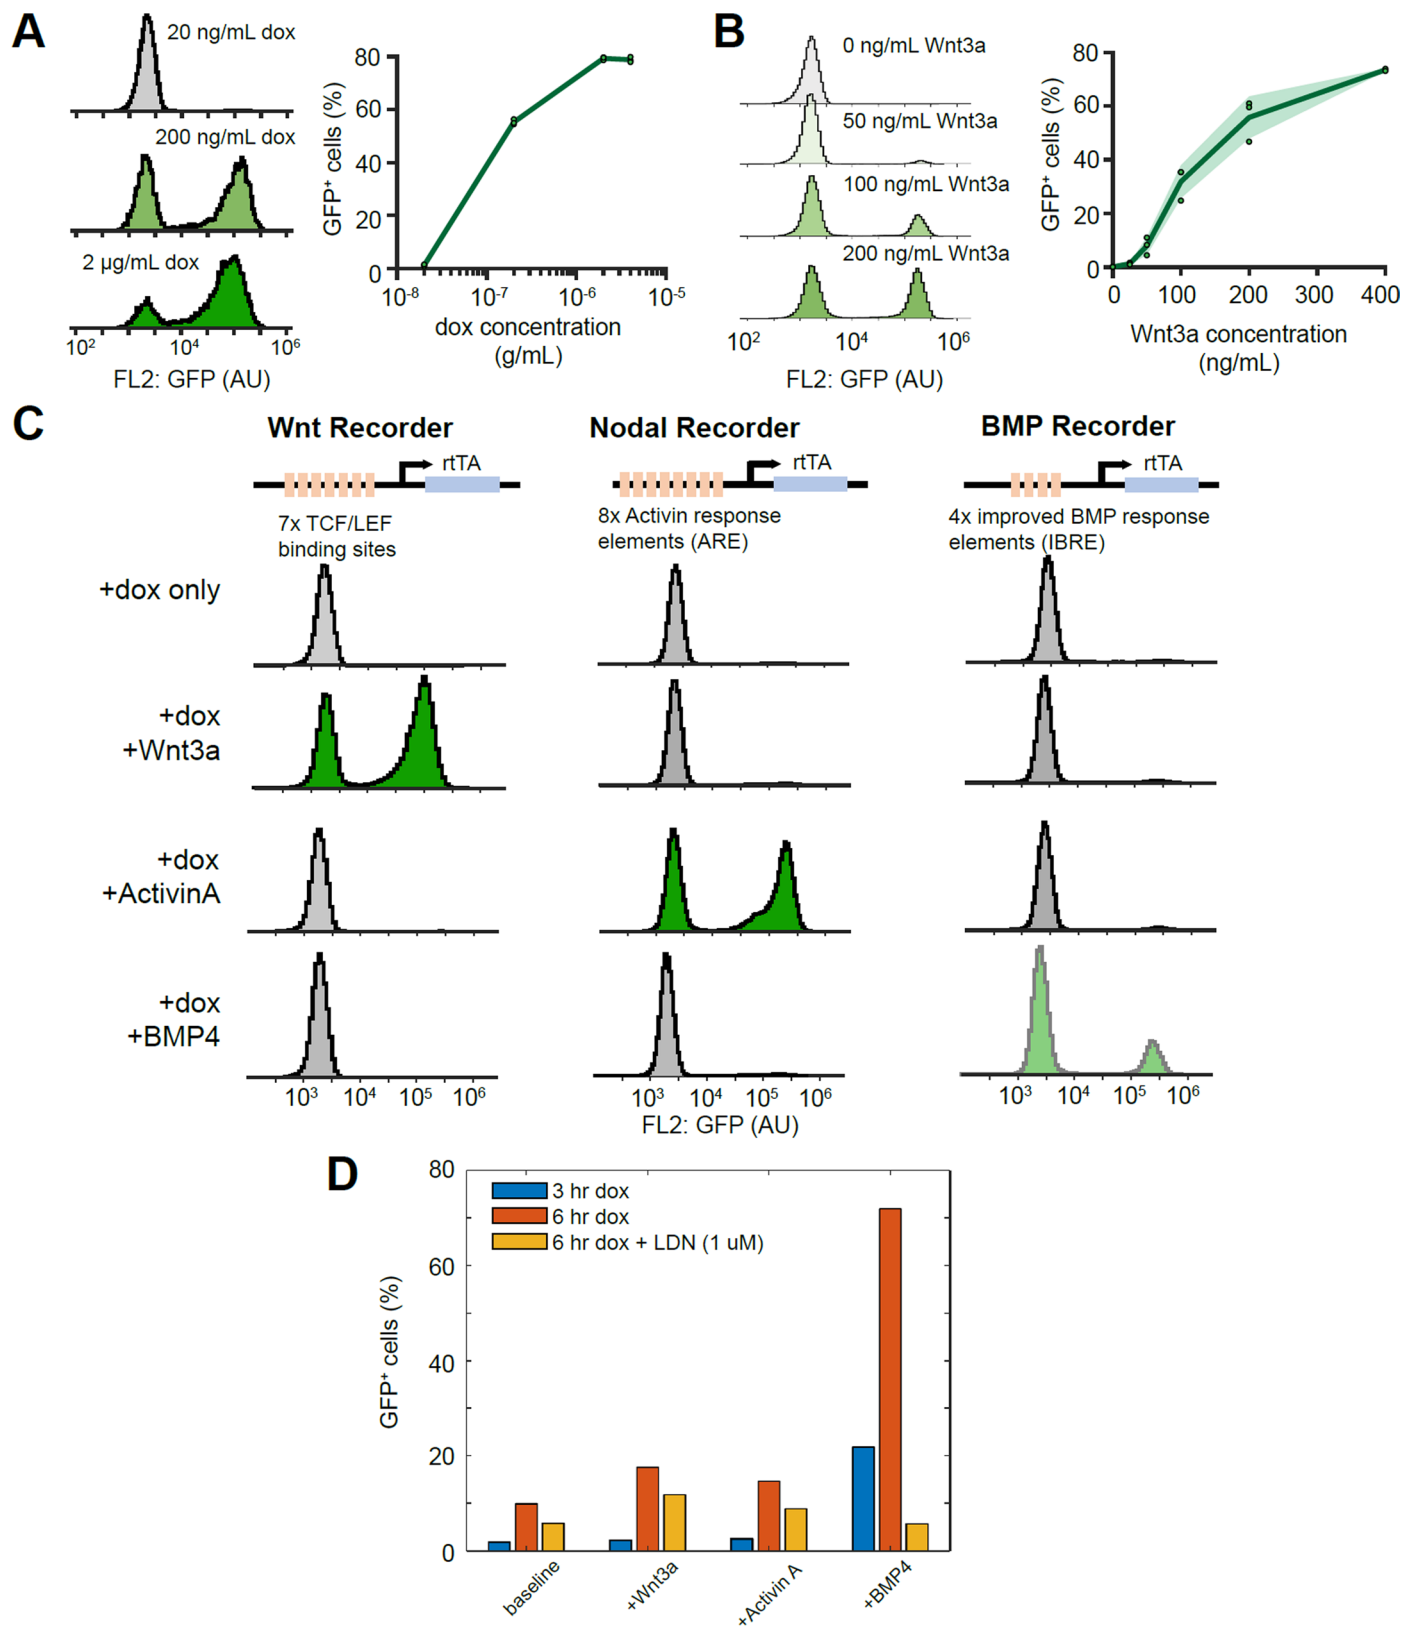 A
20 ng/mL dox
200 ng/mL dox
2 µg/mL dox
10² 10⁴ 10⁶
FL2: GFP (AU)
GFP⁺ cells (%)
80
60
40
20
0
10⁻⁸ 10⁻⁷ 10⁻⁶ 10⁻⁵
dox concentration
(g/mL)
B
0 ng/mL Wnt3a
50 ng/mL Wnt3a
100 ng/mL Wnt3a
200 ng/mL Wnt3a
10² 10⁴ 10⁶
FL2: GFP (AU)
GFP⁺ cells (%)
80
60
40
20
0
0 100 200 300 400
Wnt3a concentration
(ng/mL)
C
Wnt Recorder
Nodal Recorder
BMP Recorder
rtTA
rtTA
rtTA
7x TCF/LEF
binding sites
8x Activin response
elements (ARE)
4x improved BMP response
elements (IBRE)
+dox only
+dox
+Wnt3a
+dox
+ActivinA
+dox
+BMP4
10³ 10⁴ 10⁵ 10⁶
10³ 10⁴ 10⁵ 10⁶
10³ 10⁴ 10⁵ 10⁶
FL2: GFP (AU)
D
3 hr dox
6 hr dox
6 hr dox + LDN (1 uM)
GFP⁺ cells (%)
80
60
40
20
0
baseline
+Wnt3a
+Activin A
+BMP4